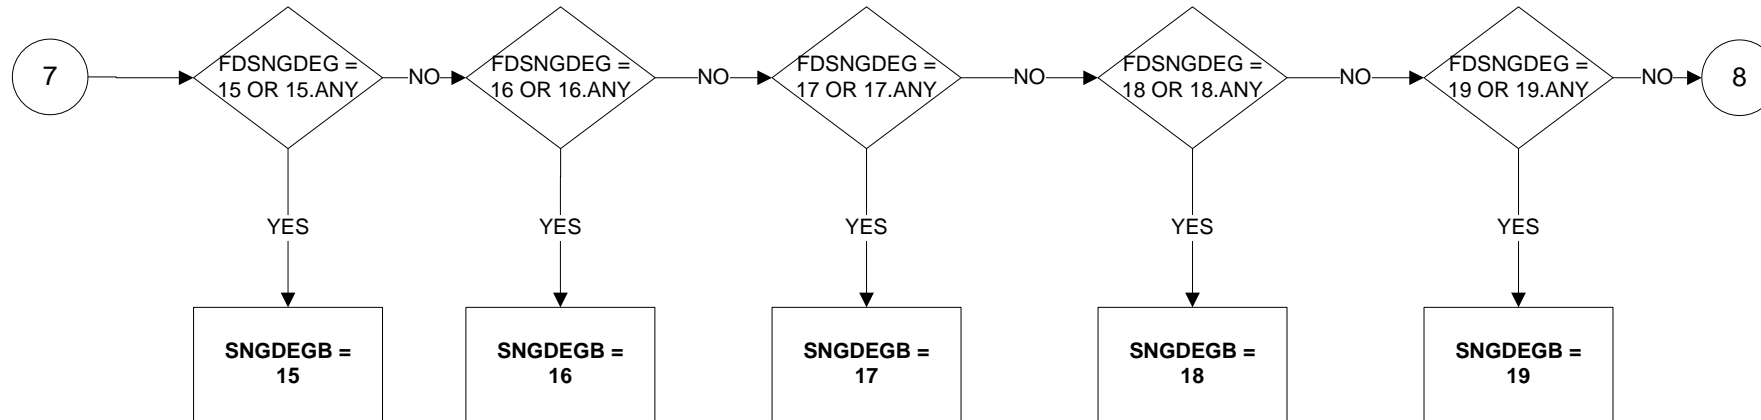 7
FDSNGDEG =
15 OR 15.ANY
NO
FDSNGDEG =
16 OR 16.ANY
NO
FDSNGDEG =
17 OR 17.ANY
NO
FDSNGDEG =
18 OR 18.ANY
NO
FDSNGDEG =
19 OR 19.ANY
NO
8
YES
YES
YES
YES
YES
SNGDEGB =
15
SNGDEGB =
16
SNGDEGB =
17
SNGDEGB =
18
SNGDEGB =
19